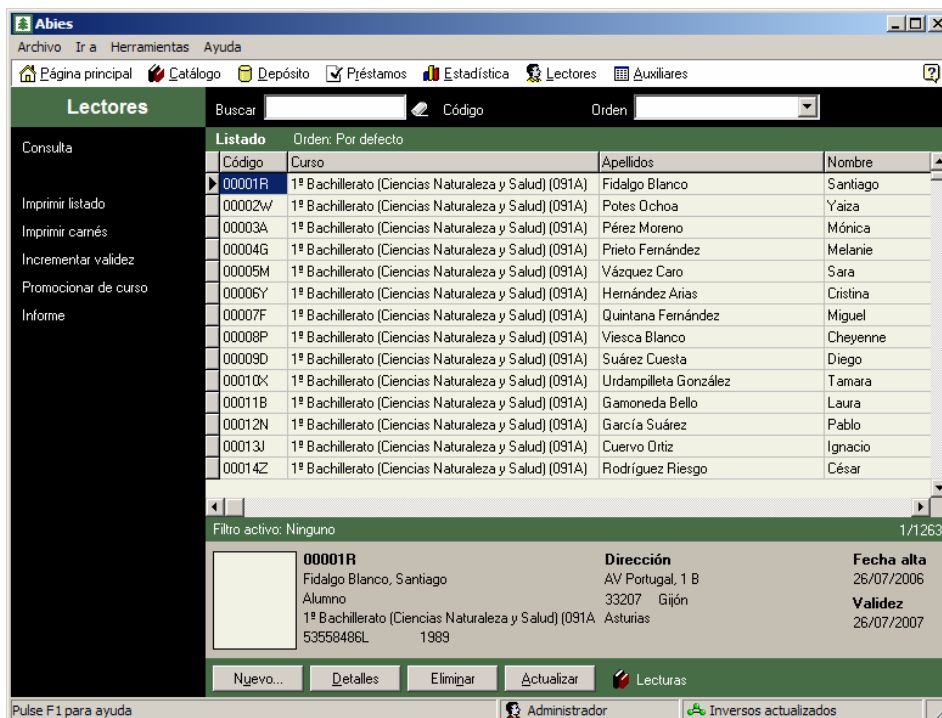 Abies
Archivo Ir a Herramientas Ayuda
Página principal Catálogo Depósito Préstamos Estadística Lectores Auxiliares
Lectores Buscar Código Orden
Consulta
Imprimir listado
Imprimir carnés
Incrementar validez
Promocionar de curso
Informe
Listado Orden: Por defecto
Código Curso Apellidos Nombre
00001R 1º Bachillerato (Ciencias Naturaleza y Salud) (091A) Fidalgo Blanco Santiago
00002W 1º Bachillerato (Ciencias Naturaleza y Salud) (091A) Potes Ochoa Yaiza
00003A 1º Bachillerato (Ciencias Naturaleza y Salud) (091A) Pérez Moreno Mónica
00004G 1º Bachillerato (Ciencias Naturaleza y Salud) (091A) Prieto Fernández Melanie
00005M 1º Bachillerato (Ciencias Naturaleza y Salud) (091A) Vázquez Caro Sara
00006Y 1º Bachillerato (Ciencias Naturaleza y Salud) (091A) Hernández Arias Cristina
00007F 1º Bachillerato (Ciencias Naturaleza y Salud) (091A) Quintana Fernández Miguel
00008P 1º Bachillerato (Ciencias Naturaleza y Salud) (091A) Viesca Blanco Cheyenne
00009D 1º Bachillerato (Ciencias Naturaleza y Salud) (091A) Suárez Cuesta Diego
00010X 1º Bachillerato (Ciencias Naturaleza y Salud) (091A) Urdampilleta González Tamara
00011B 1º Bachillerato (Ciencias Naturaleza y Salud) (091A) Gamoneda Bello Laura
00012N 1º Bachillerato (Ciencias Naturaleza y Salud) (091A) García Suárez Pablo
00013J 1º Bachillerato (Ciencias Naturaleza y Salud) (091A) Cuervo Ortiz Ignacio
00014Z 1º Bachillerato (Ciencias Naturaleza y Salud) (091A) Rodríguez Riesgo César
Filtro activo: Ninguno 1/1263
00001R Dirección Fecha alta
Fidalgo Blanco, Santiago AV Portugal, 1 B 26/07/2006
Alumno 33207 Gijón Validez
1º Bachillerato (Ciencias Naturaleza y Salud) (091A Asturias 26/07/2007
53558486L 1989
Nuevo... Detalles Eliminar Actualizar Lecturas
Pulse F1 para ayuda Administrador Inversos actualizados